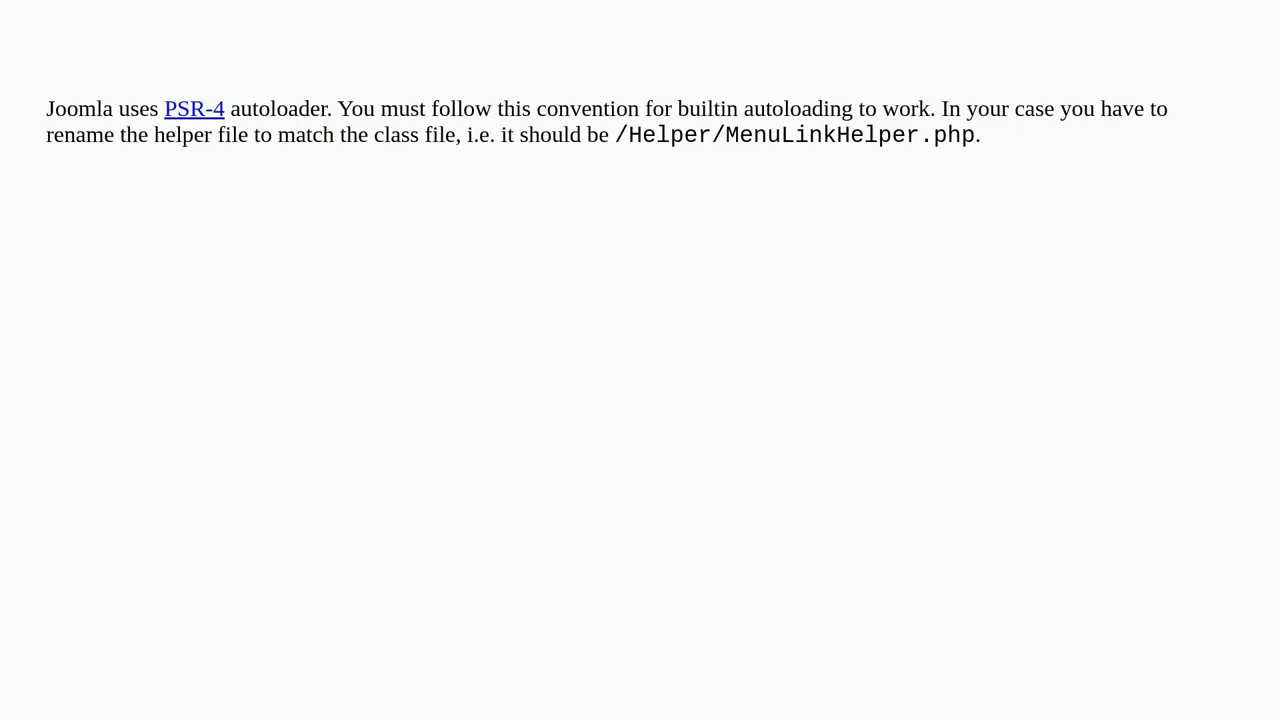 Joomla uses PSR-4 autoloader. You must follow this convention for builtin autoloading to work. In your case you have to
rename the helper file to match the class file, i.e. it should be /Helper/MenuLinkHelper.php.